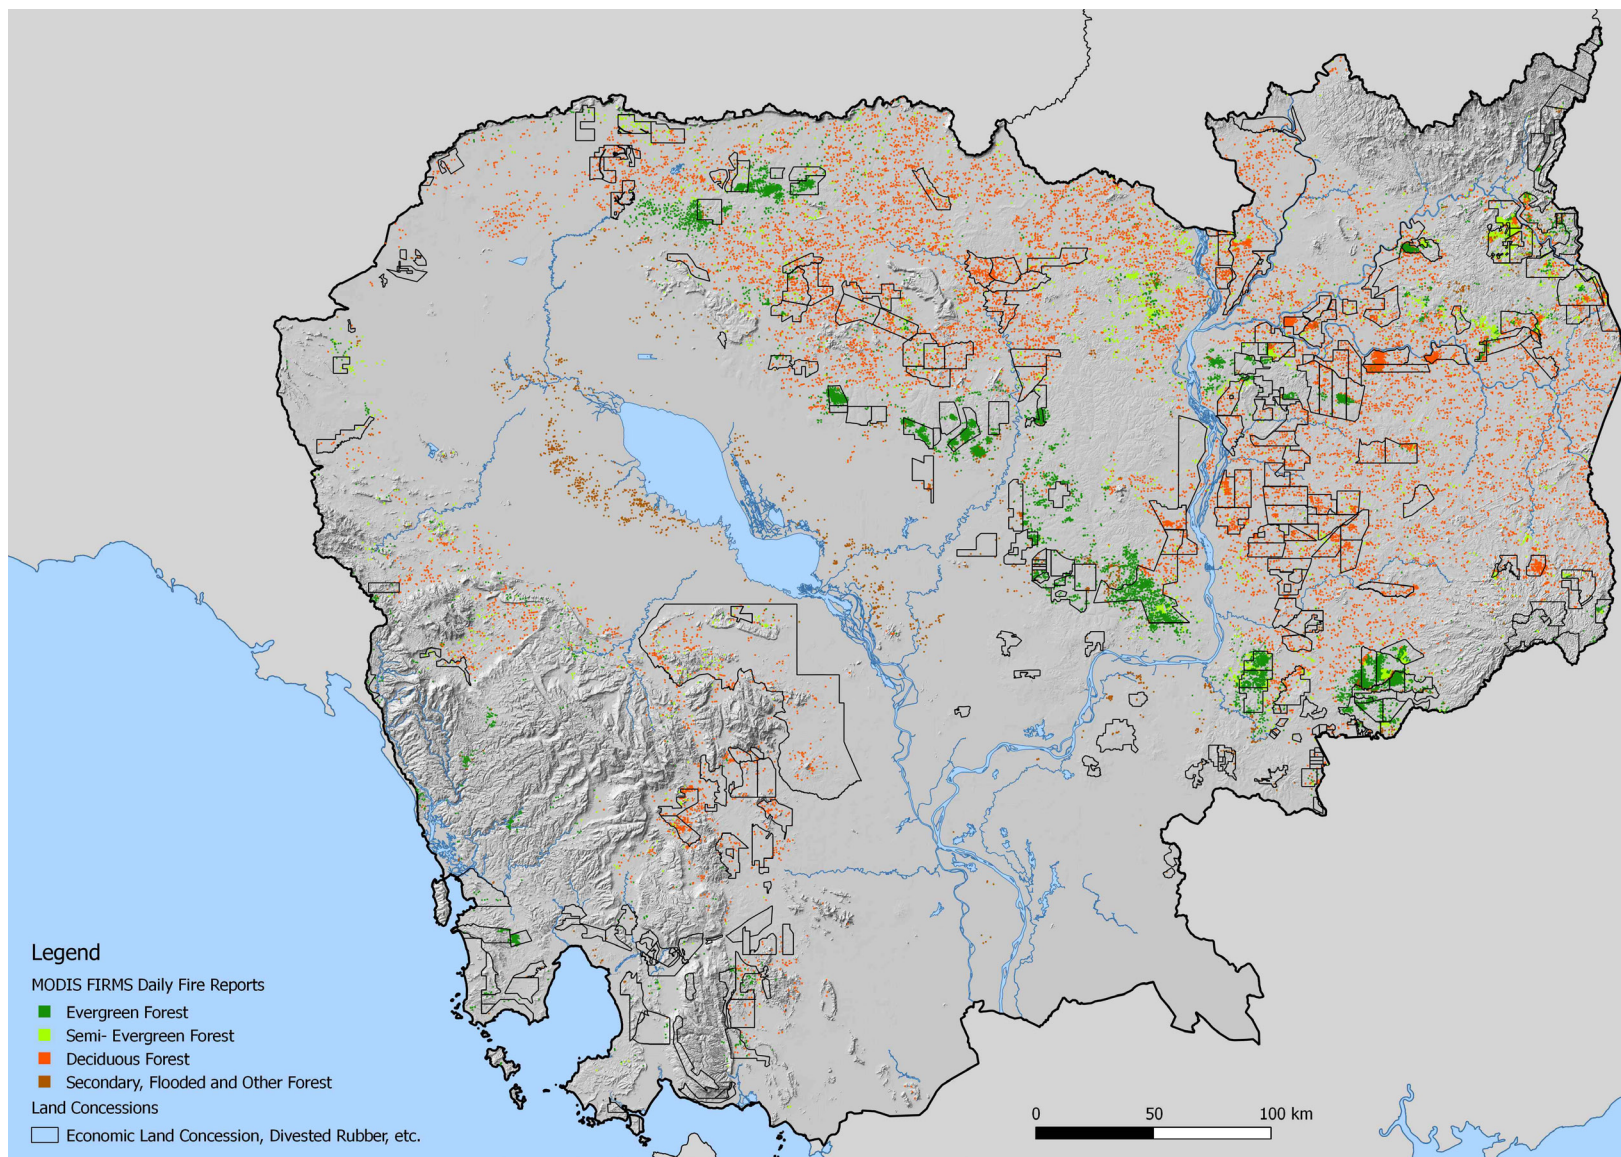 Legend
MODIS FIRMS Daily Fire Reports
Evergreen Forest
Semi- Evergreen Forest
Deciduous Forest
Secondary, Flooded and Other Forest
Land Concessions
Economic Land Concession, Divested Rubber, etc.
0 50 100 km